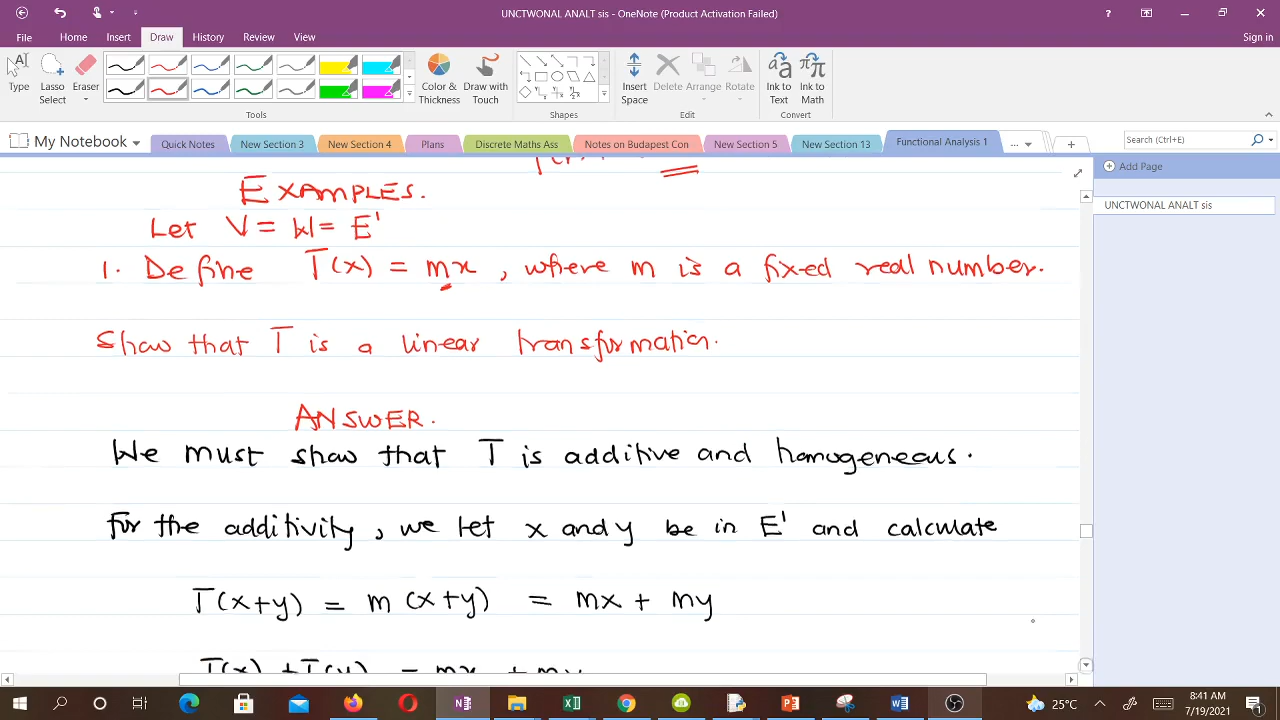 UNCTWONAL ANALT sis - OneNote (Product Activation Failed)
File Home Insert Draw History Review View Sign in
Type Lasso Select Eraser Color & Thickness Draw with Touch Insert Space Delete Arrange Rotate Ink to Text Ink to Math
Tools Shapes Edit Convert
My Notebook Quick Notes New Section 3 New Section 4 Plans Discrete Maths Ass Notes on Budapest Con New Section 5 New Section 13 Functional Analysis 1 ... Search (Ctrl+E)
Add Page
UNCTWONAL ANALT sis
EXAMPLES.
Let V = W = E'
1. Define T(x) = mx , where m is a fixed real number.
Show that T is a linear transformation.
ANSWER.
We must show that T is additive and homogeneous.
for the additivity, we let x and y be in E' and calculate
T(x+y) = m (x+y) = mx + my
T(x) + T(y) = mx + my
25°C
8:41 AM
7/19/2021